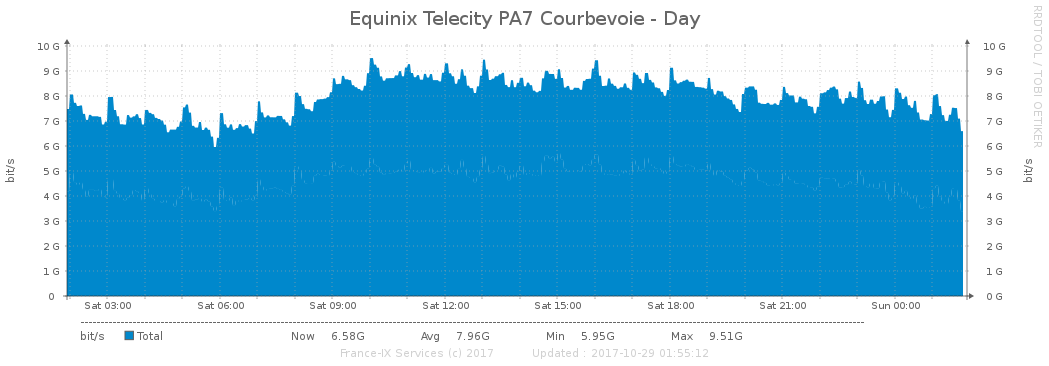 Equinix Telecity PA7 Courbevoie - Day
RRDTOOL / TOBI OETIKER
10 G 10 G
9 G 9 G
8 G 8 G
7 G 7 G
6 G 6 G
5 G 5 G
4 G 4 G
3 G 3 G
2 G 2 G
1 G 1 G
0 0 G
bit/s bit/s
Sat 03:00 Sat 06:00 Sat 09:00 Sat 12:00 Sat 15:00 Sat 18:00 Sat 21:00 Sun 00:00
bit/s Total Now 6.58G Avg 7.96G Min 5.95G Max 9.51G
France-IX Services (c) 2017 Updated : 2017-10-29 01:55:12